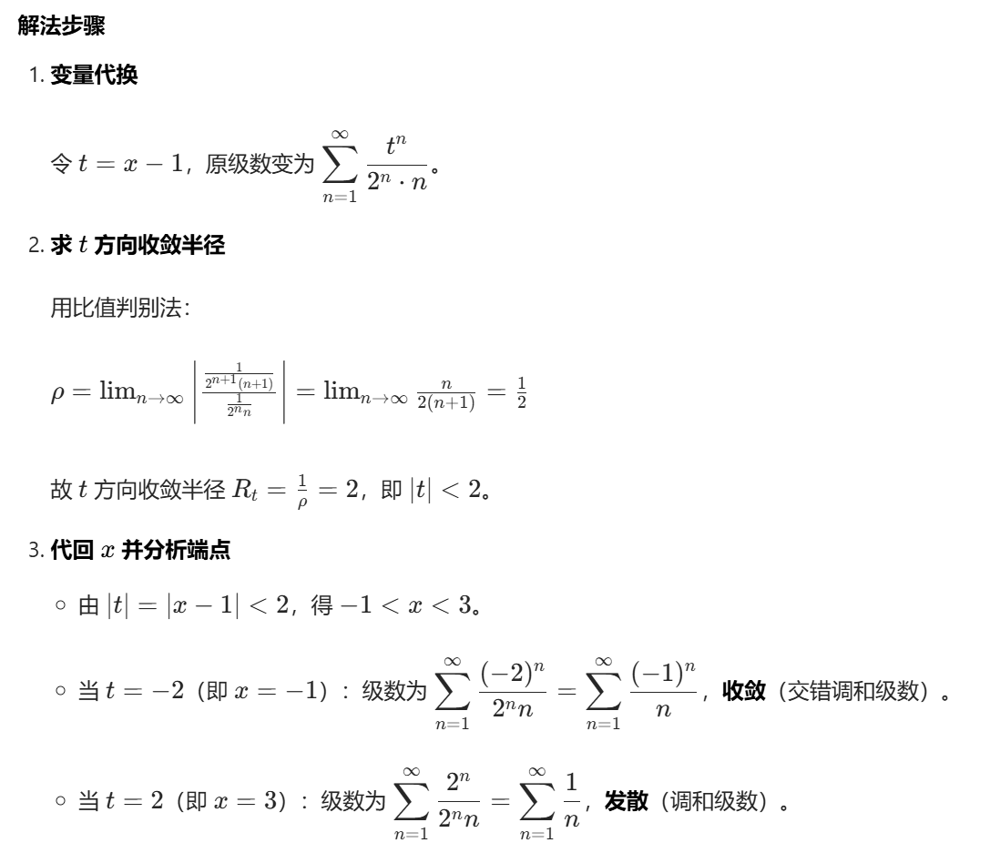 解法步骤
1. 变量代换
令 $t = x - 1$，原级数变为 $\sum_{n=1}^{\infty} \frac{t^n}{2^n \cdot n}$。
2. 求 $t$ 方向收敛半径
用比值判别法：
$\rho = \lim_{n \to \infty} \left| \frac{\frac{1}{2^{n+1}(n+1)}}{\frac{1}{2^n n}} \right| = \lim_{n \to \infty} \frac{n}{2(n+1)} = \frac{1}{2}$
故 $t$ 方向收敛半径 $R_t = \frac{1}{\rho} = 2$，即 $|t| < 2$。
3. 代回 $x$ 并分析端点
○ 由 $|t| = |x - 1| < 2$，得 $-1 < x < 3$。
○ 当 $t = -2$（即 $x = -1$）：级数为 $\sum_{n=1}^{\infty} \frac{(-2)^n}{2^n n} = \sum_{n=1}^{\infty} \frac{(-1)^n}{n}$，收敛（交错调和级数）。
○ 当 $t = 2$（即 $x = 3$）：级数为 $\sum_{n=1}^{\infty} \frac{2^n}{2^n n} = \sum_{n=1}^{\infty} \frac{1}{n}$，发散（调和级数）。